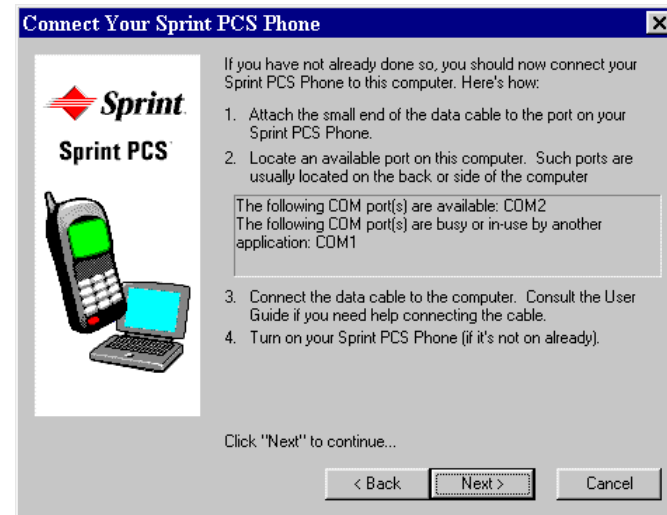 Connect Your Sprint PCS Phone
Sprint
Sprint PCS
If you have not already done so, you should now connect your
Sprint PCS Phone to this computer. Here's how:
1. Attach the small end of the data cable to the port on your
Sprint PCS Phone.
2. Locate an available port on this computer. Such ports are
usually located on the back or side of the computer
The following COM port(s) are available: COM2
The following COM port(s) are busy or in-use by another
application: COM1
3. Connect the data cable to the computer. Consult the User
Guide if you need help connecting the cable.
4. Turn on your Sprint PCS Phone (if it's not on already).
Click "Next" to continue...
< Back
Next >
Cancel